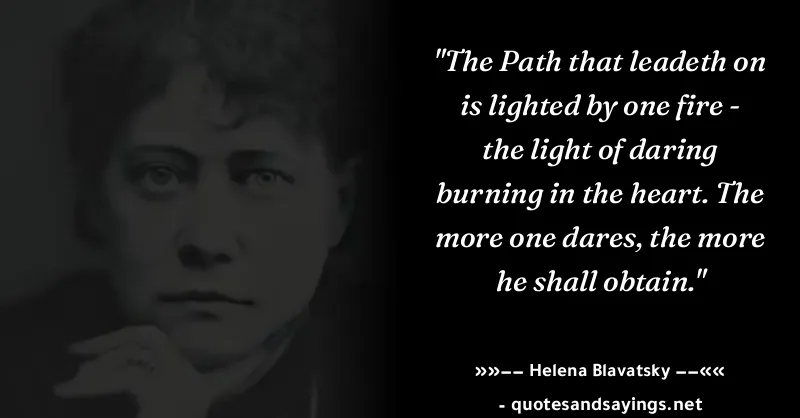 "The Path that leadeth on
is lighted by one fire -
the light of daring
burning in the heart. The
more one dares, the more
he shall obtain."
»»−− Helena Blavatsky −−««
- quotesandsayings.net